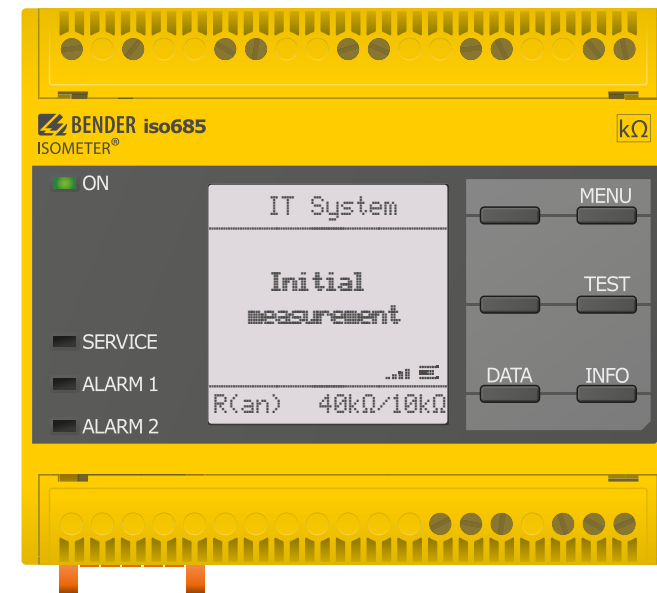 BENDER iso685
ISOMETER®
kΩ
ON
IT System
MENU
Initial
measurement
TEST
SERVICE
ALARM 1
DATA
INFO
R(an) 40kΩ/10kΩ
ALARM 2